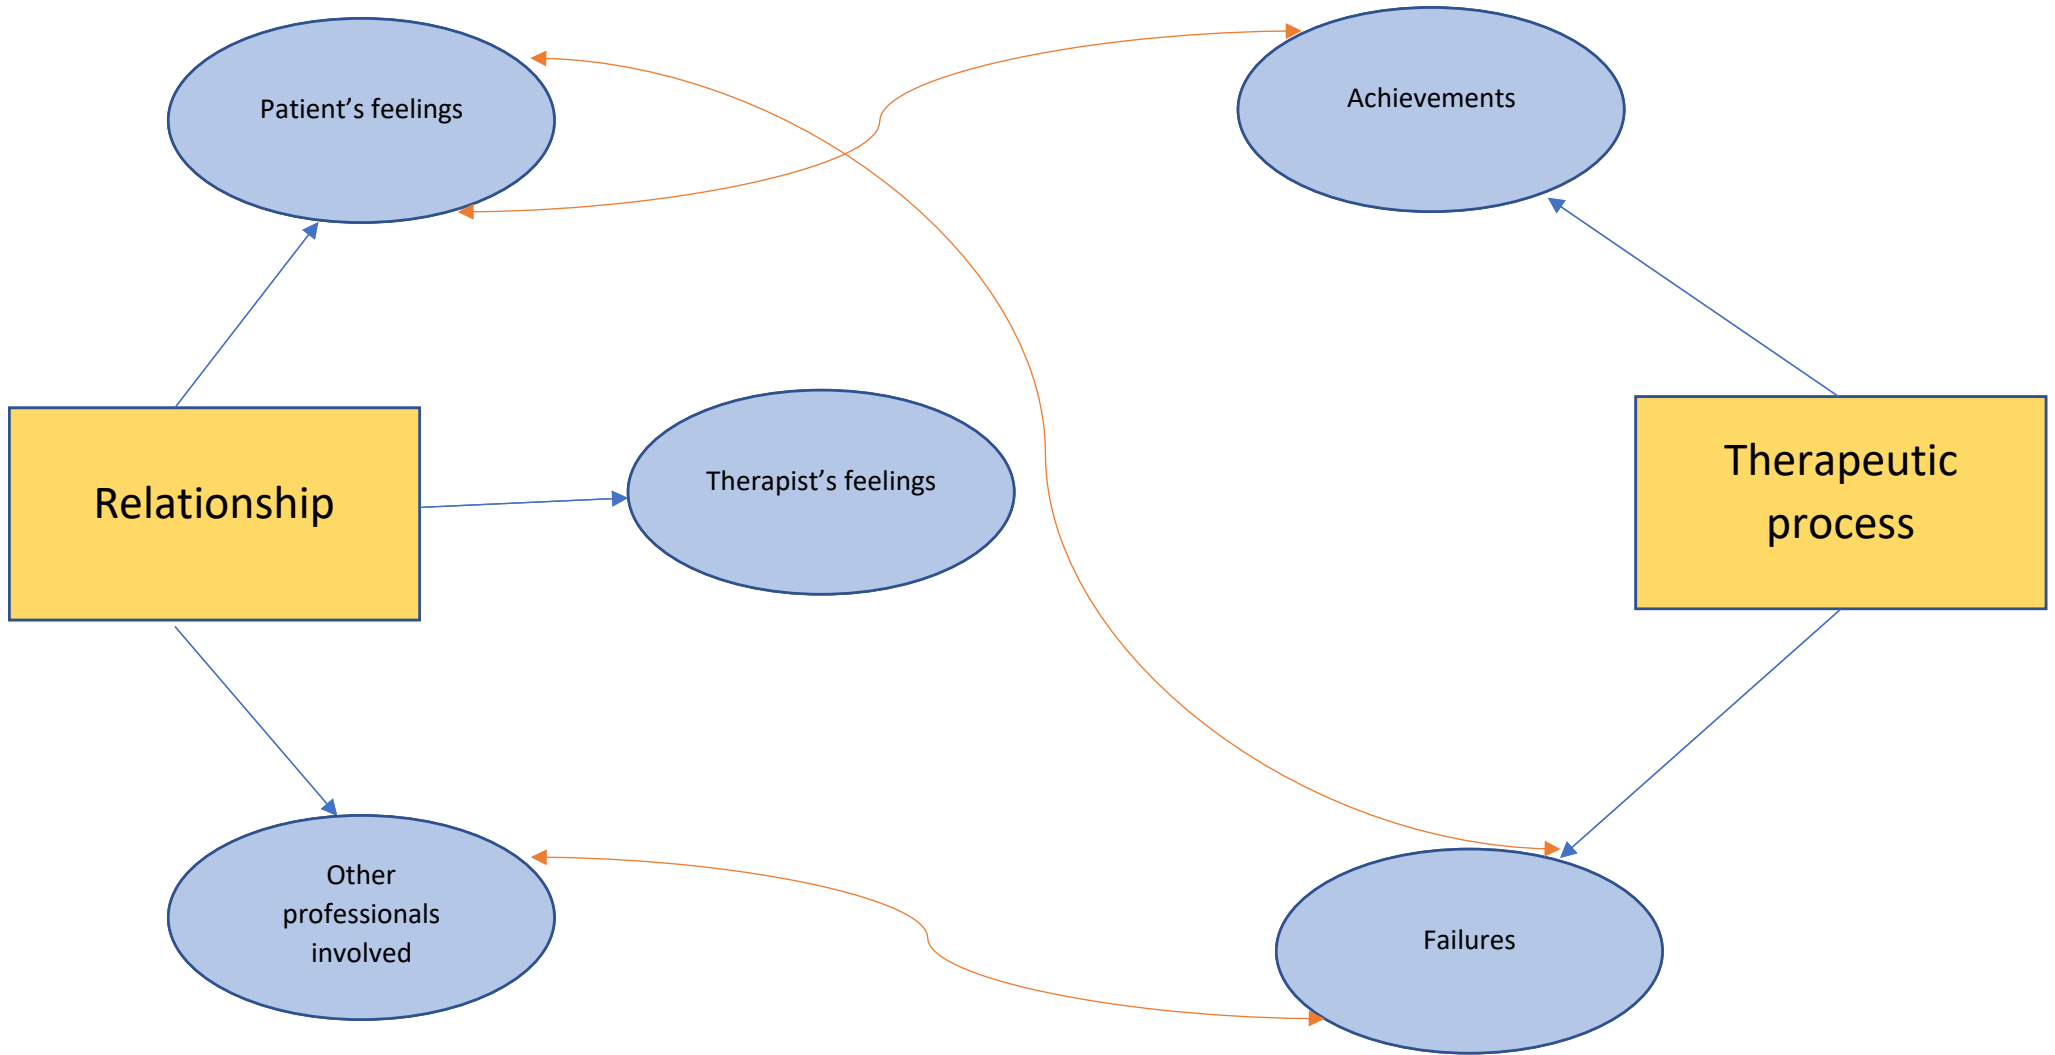 Patient’s feelings
Achievements
Relationship
Therapist’s feelings
Therapeutic
process
Other
professionals
involved
Failures